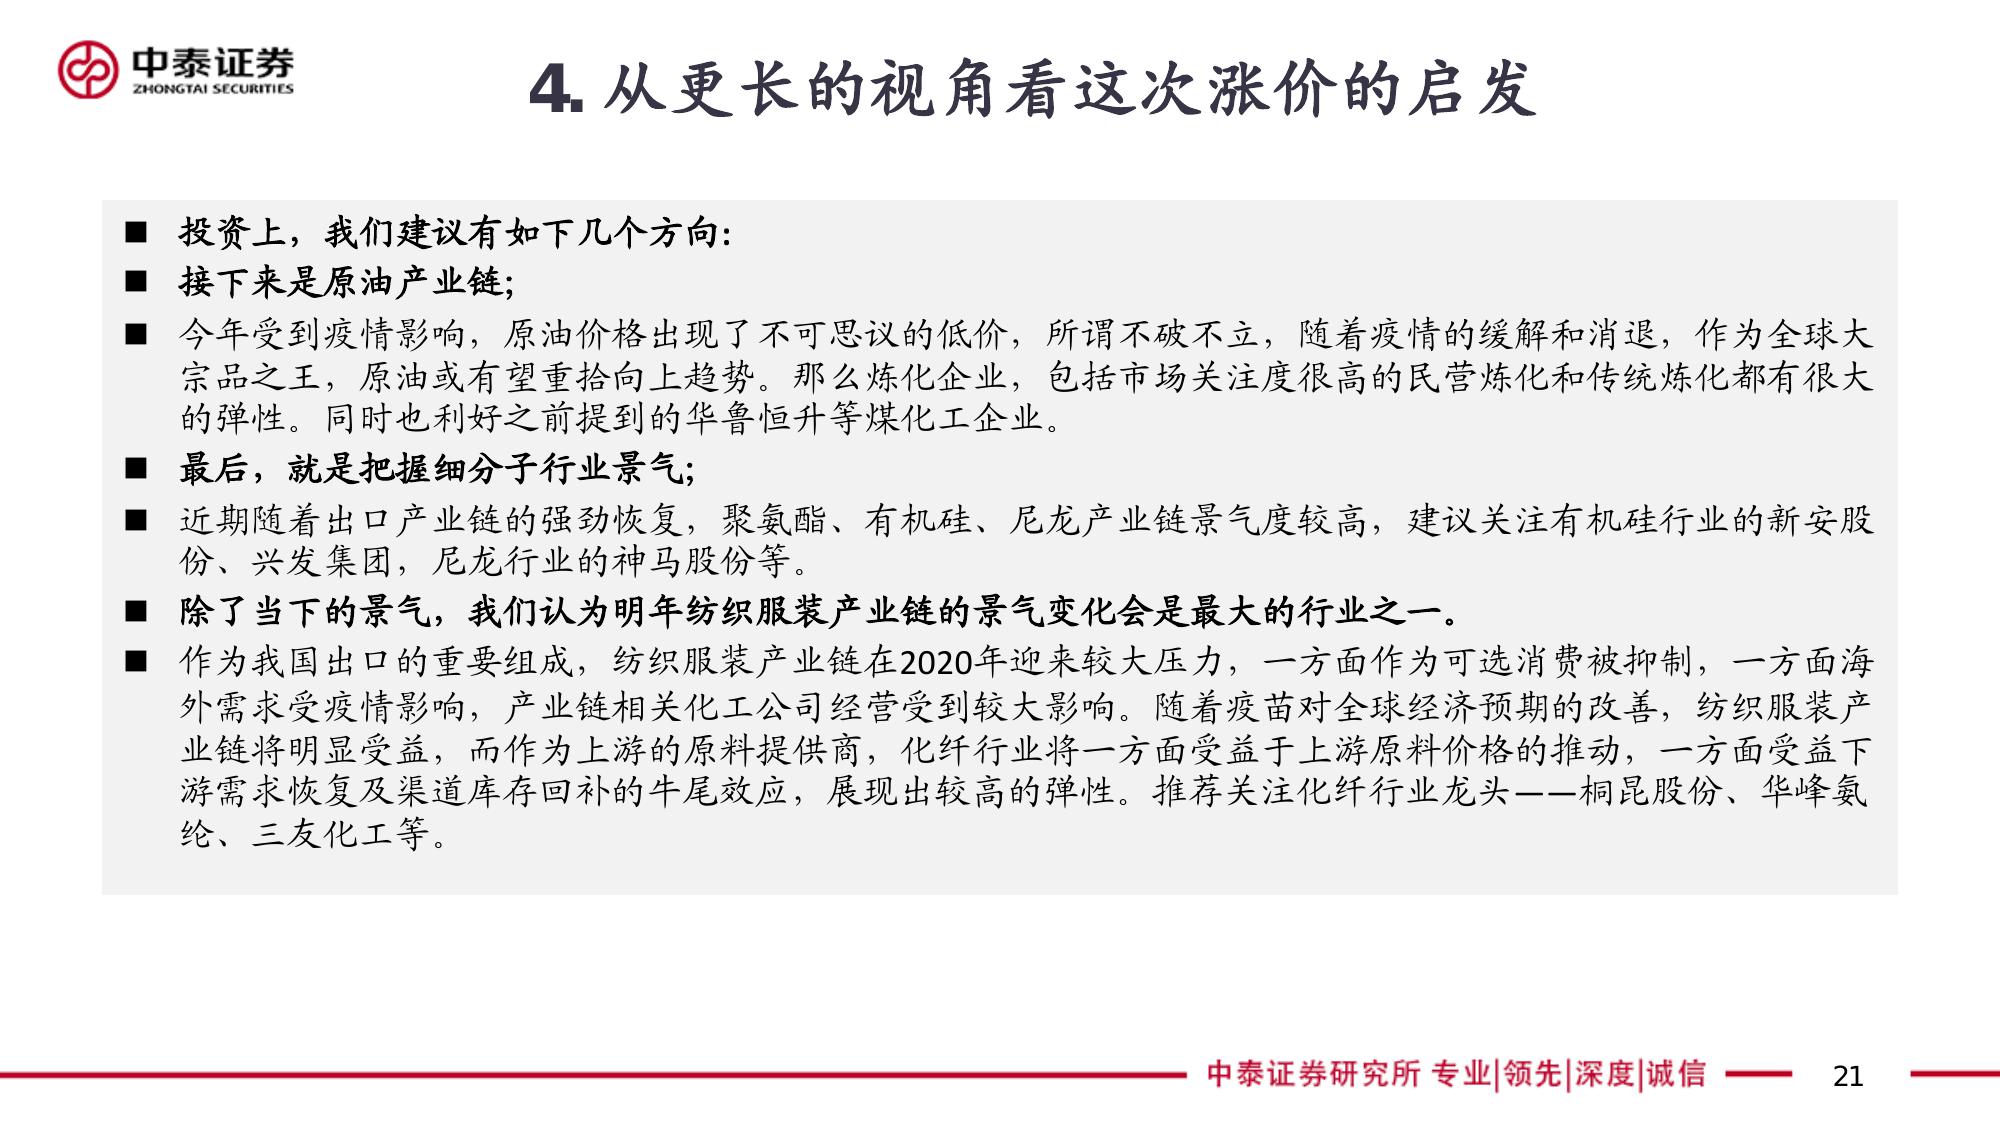 中泰证券
ZHONGTAI SECURITIES
4. 从更长的视角看这次涨价的启发
■ 投资上，我们建议有如下几个方向：
■ 接下来是原油产业链；
■ 今年受到疫情影响，原油价格出现了不可思议的低价，所谓不破不立，随着疫情的缓解和消退，作为全球大
宗品之王，原油或有望重拾向上趋势。那么炼化企业，包括市场关注度很高的民营炼化和传统炼化都有很大
的弹性。同时也利好之前提到的华鲁恒升等煤化工企业。
■ 最后，就是把握细分子行业景气；
■ 近期随着出口产业链的强劲恢复，聚氨酯、有机硅、尼龙产业链景气度较高，建议关注有机硅行业的新安股
份、兴发集团，尼龙行业的神马股份等。
■ 除了当下的景气，我们认为明年纺织服装产业链的景气变化会是最大的行业之一。
■ 作为我国出口的重要组成，纺织服装产业链在2020年迎来较大压力，一方面作为可选消费被抑制，一方面海
外需求受疫情影响，产业链相关化工公司经营受到较大影响。随着疫苗对全球经济预期的改善，纺织服装产
业链将明显受益，而作为上游的原料提供商，化纤行业将一方面受益于上游原料价格的推动，一方面受益下
游需求恢复及渠道库存回补的牛尾效应，展现出较高的弹性。推荐关注化纤行业龙头——桐昆股份、华峰氨
纶、三友化工等。
中泰证券研究所 专业|领先|深度|诚信
21